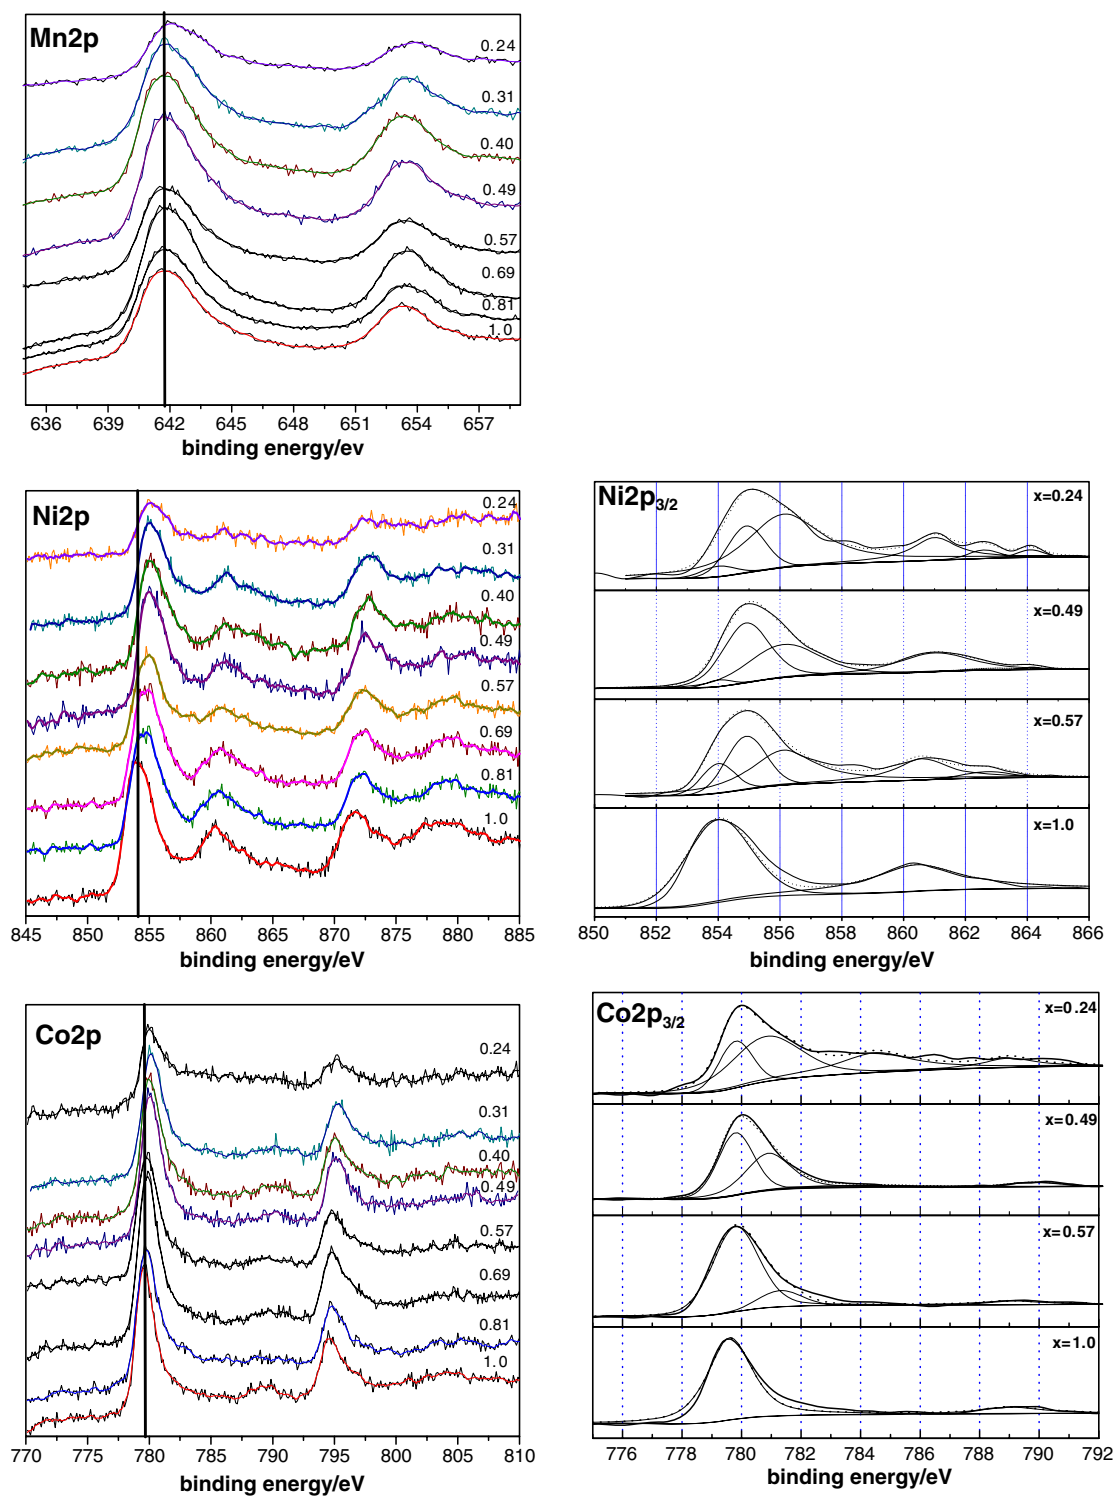 Mn2p
0.24
0.31
0.40
0.49
0.57
0.69
0.81
1.0
636 639 642 645 648 651 654 657
binding energy/ev
Ni2p
0.24
0.31
0.40
0.49
0.57
0.69
0.81
1.0
845 850 855 860 865 870 875 880 885
binding energy/eV
Ni2p3/2
x=0.24
x=0.49
x=0.57
x=1.0
850 852 854 856 858 860 862 864 866
binding energy/eV
Co2p
0.24
0.31
0.40
0.49
0.57
0.69
0.81
1.0
770 775 780 785 790 795 800 805 810
binding energy/eV
Co2p3/2
x=0.24
x=0.49
x=0.57
x=1.0
776 778 780 782 784 786 788 790 792
binding energy/eV